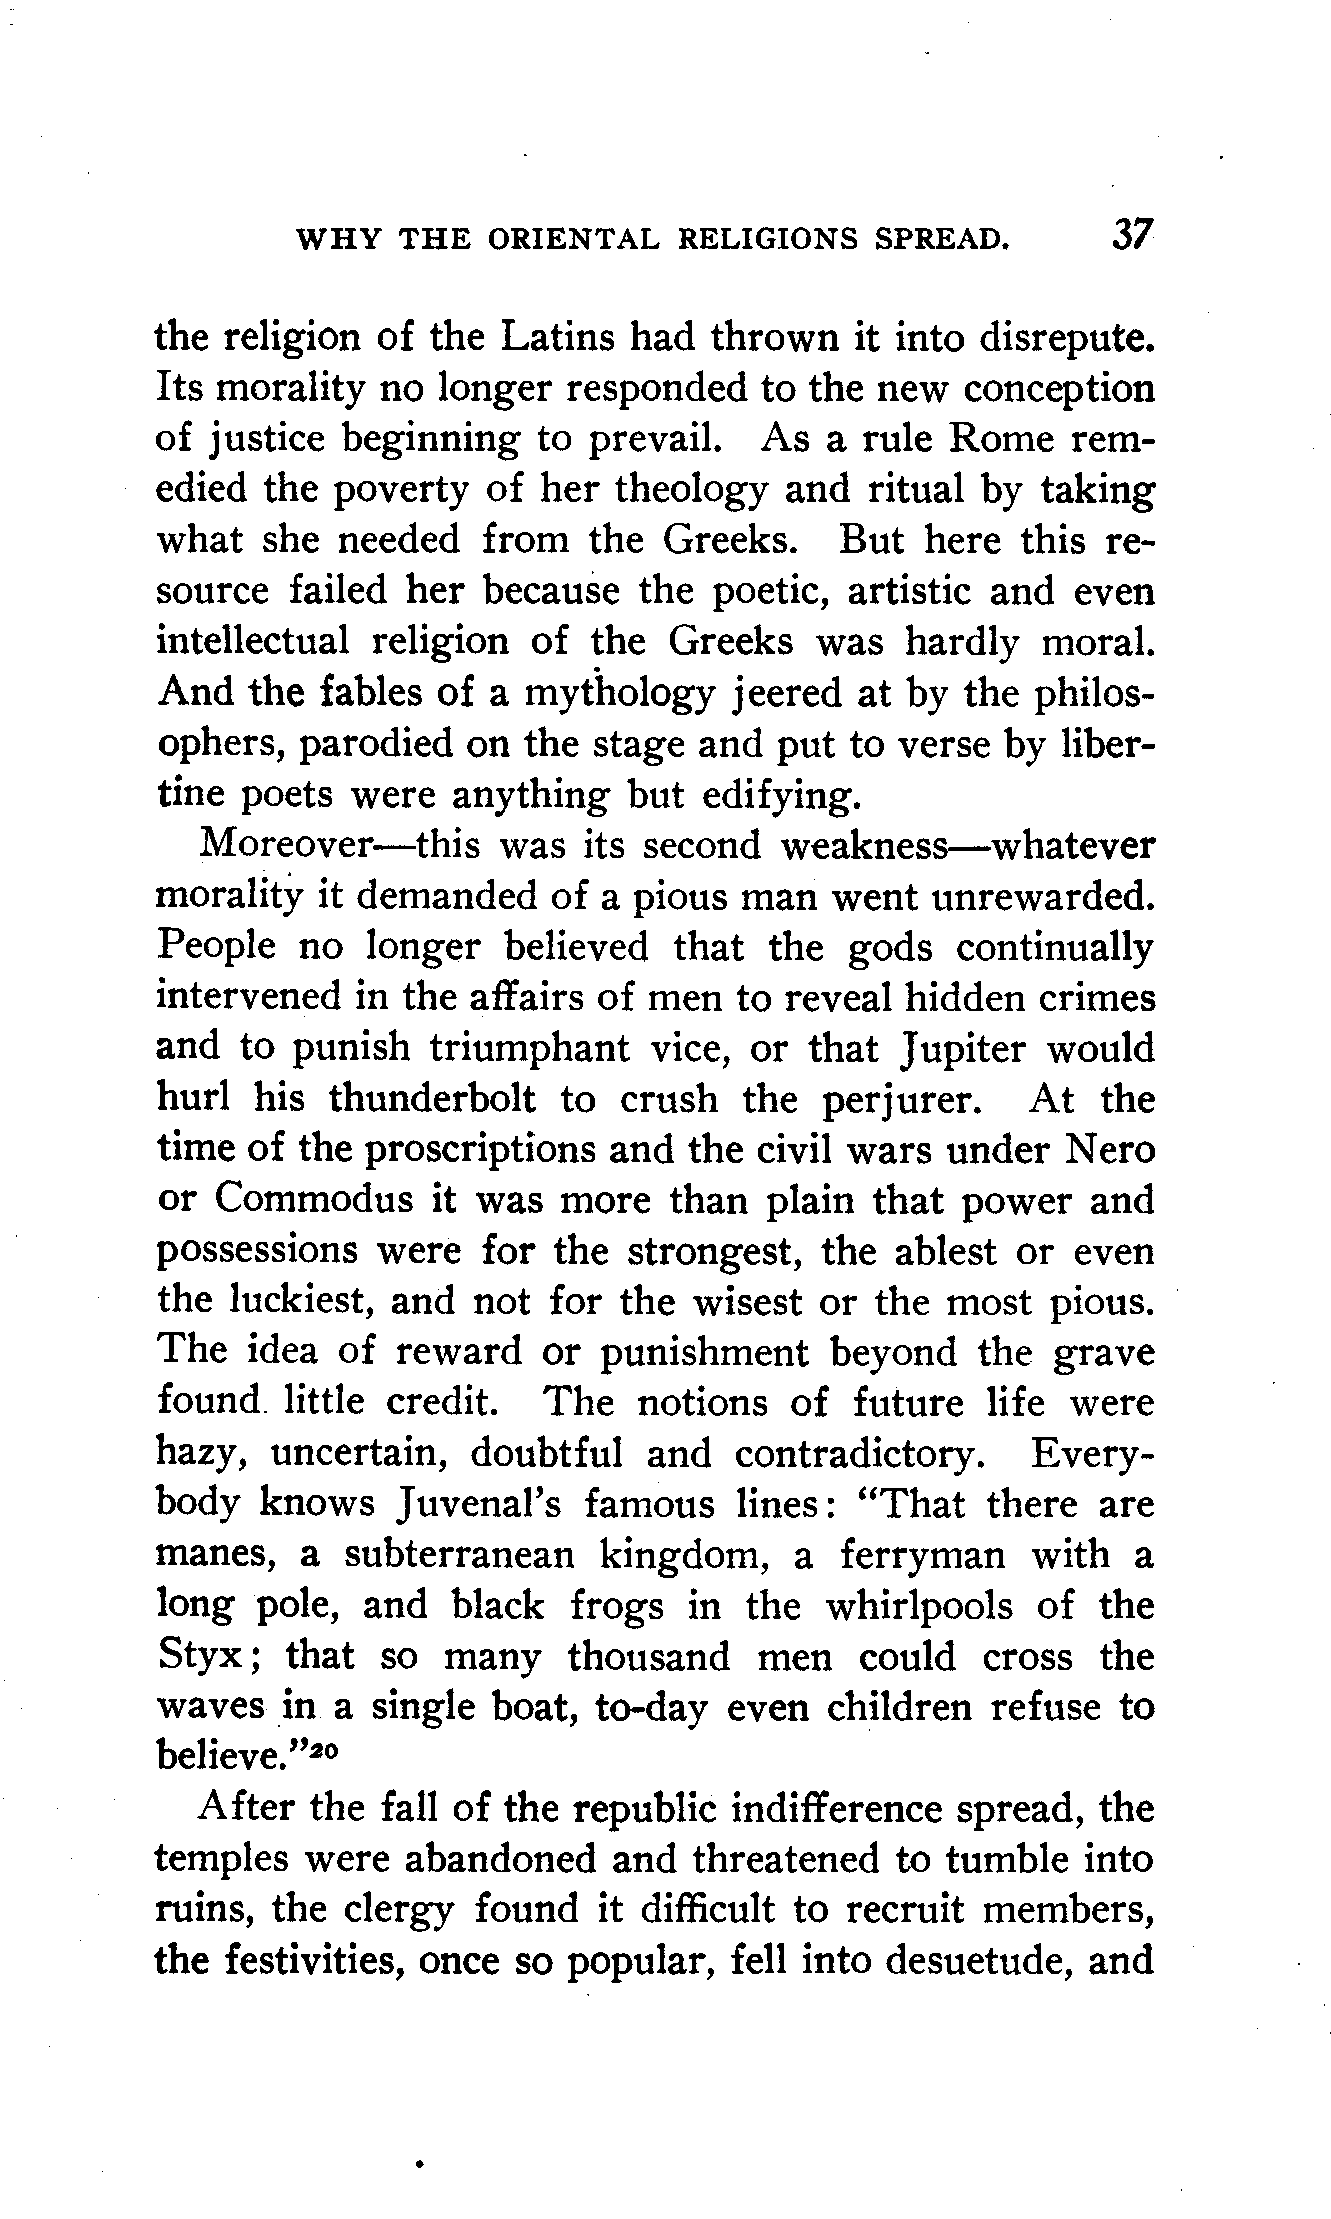 WHY THE ORIENTAL RELIGIONS SPREAD. 37
the religion of the Latins had thrown it into disrepute.
Its morality no longer responded to the new conception
of justice beginning to prevail. As a rule Rome rem-
edied the poverty of her theology and ritual by taking
what she needed from the Greeks. But here this re-
source failed her because the poetic, artistic and even
intellectual religion of the Greeks was hardly moral.
And the fables of a mythology jeered at by the philos-
ophers, parodied on the stage and put to verse by liber-
tine poets were anything but edifying.
Moreover—this was its second weakness—whatever
morality it demanded of a pious man went unrewarded.
People no longer believed that the gods continually
intervened in the affairs of men to reveal hidden crimes
and to punish triumphant vice, or that Jupiter would
hurl his thunderbolt to crush the perjurer. At the
time of the proscriptions and the civil wars under Nero
or Commodus it was more than plain that power and
possessions were for the strongest, the ablest or even
the luckiest, and not for the wisest or the most pious.
The idea of reward or punishment beyond the grave
found little credit. The notions of future life were
hazy, uncertain, doubtful and contradictory. Every-
body knows Juvenal's famous lines: "That there are
manes, a subterranean kingdom, a ferryman with a
long pole, and black frogs in the whirlpools of the
Styx; that so many thousand men could cross the
waves in a single boat, to-day even children refuse to
believe."²⁰
After the fall of the republic indifference spread, the
temples were abandoned and threatened to tumble into
ruins, the clergy found it difficult to recruit members,
the festivities, once so popular, fell into desuetude, and